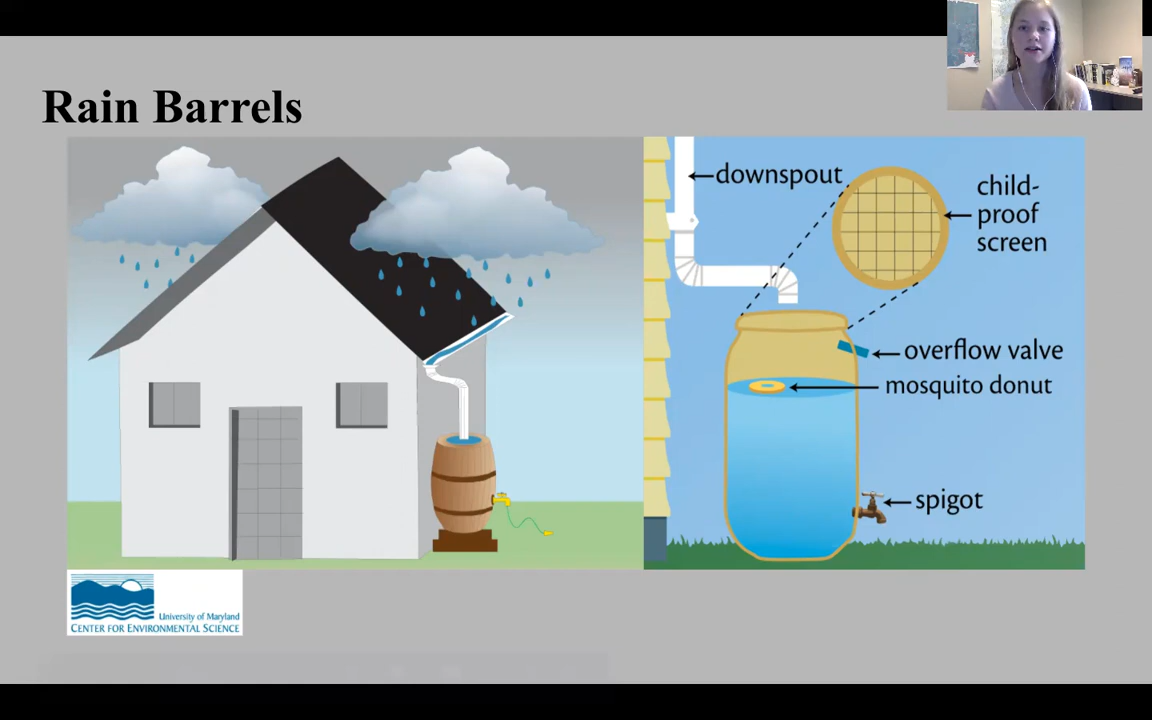 Rain Barrels
downspout
child-
proof
screen
overflow valve
mosquito donut
spigot
University of Maryland
CENTER FOR ENVIRONMENTAL SCIENCE